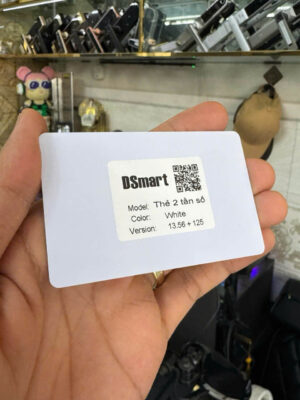 DSmart
Model: Thẻ 2 tần số
Color: White
Version: 13.56 + 125